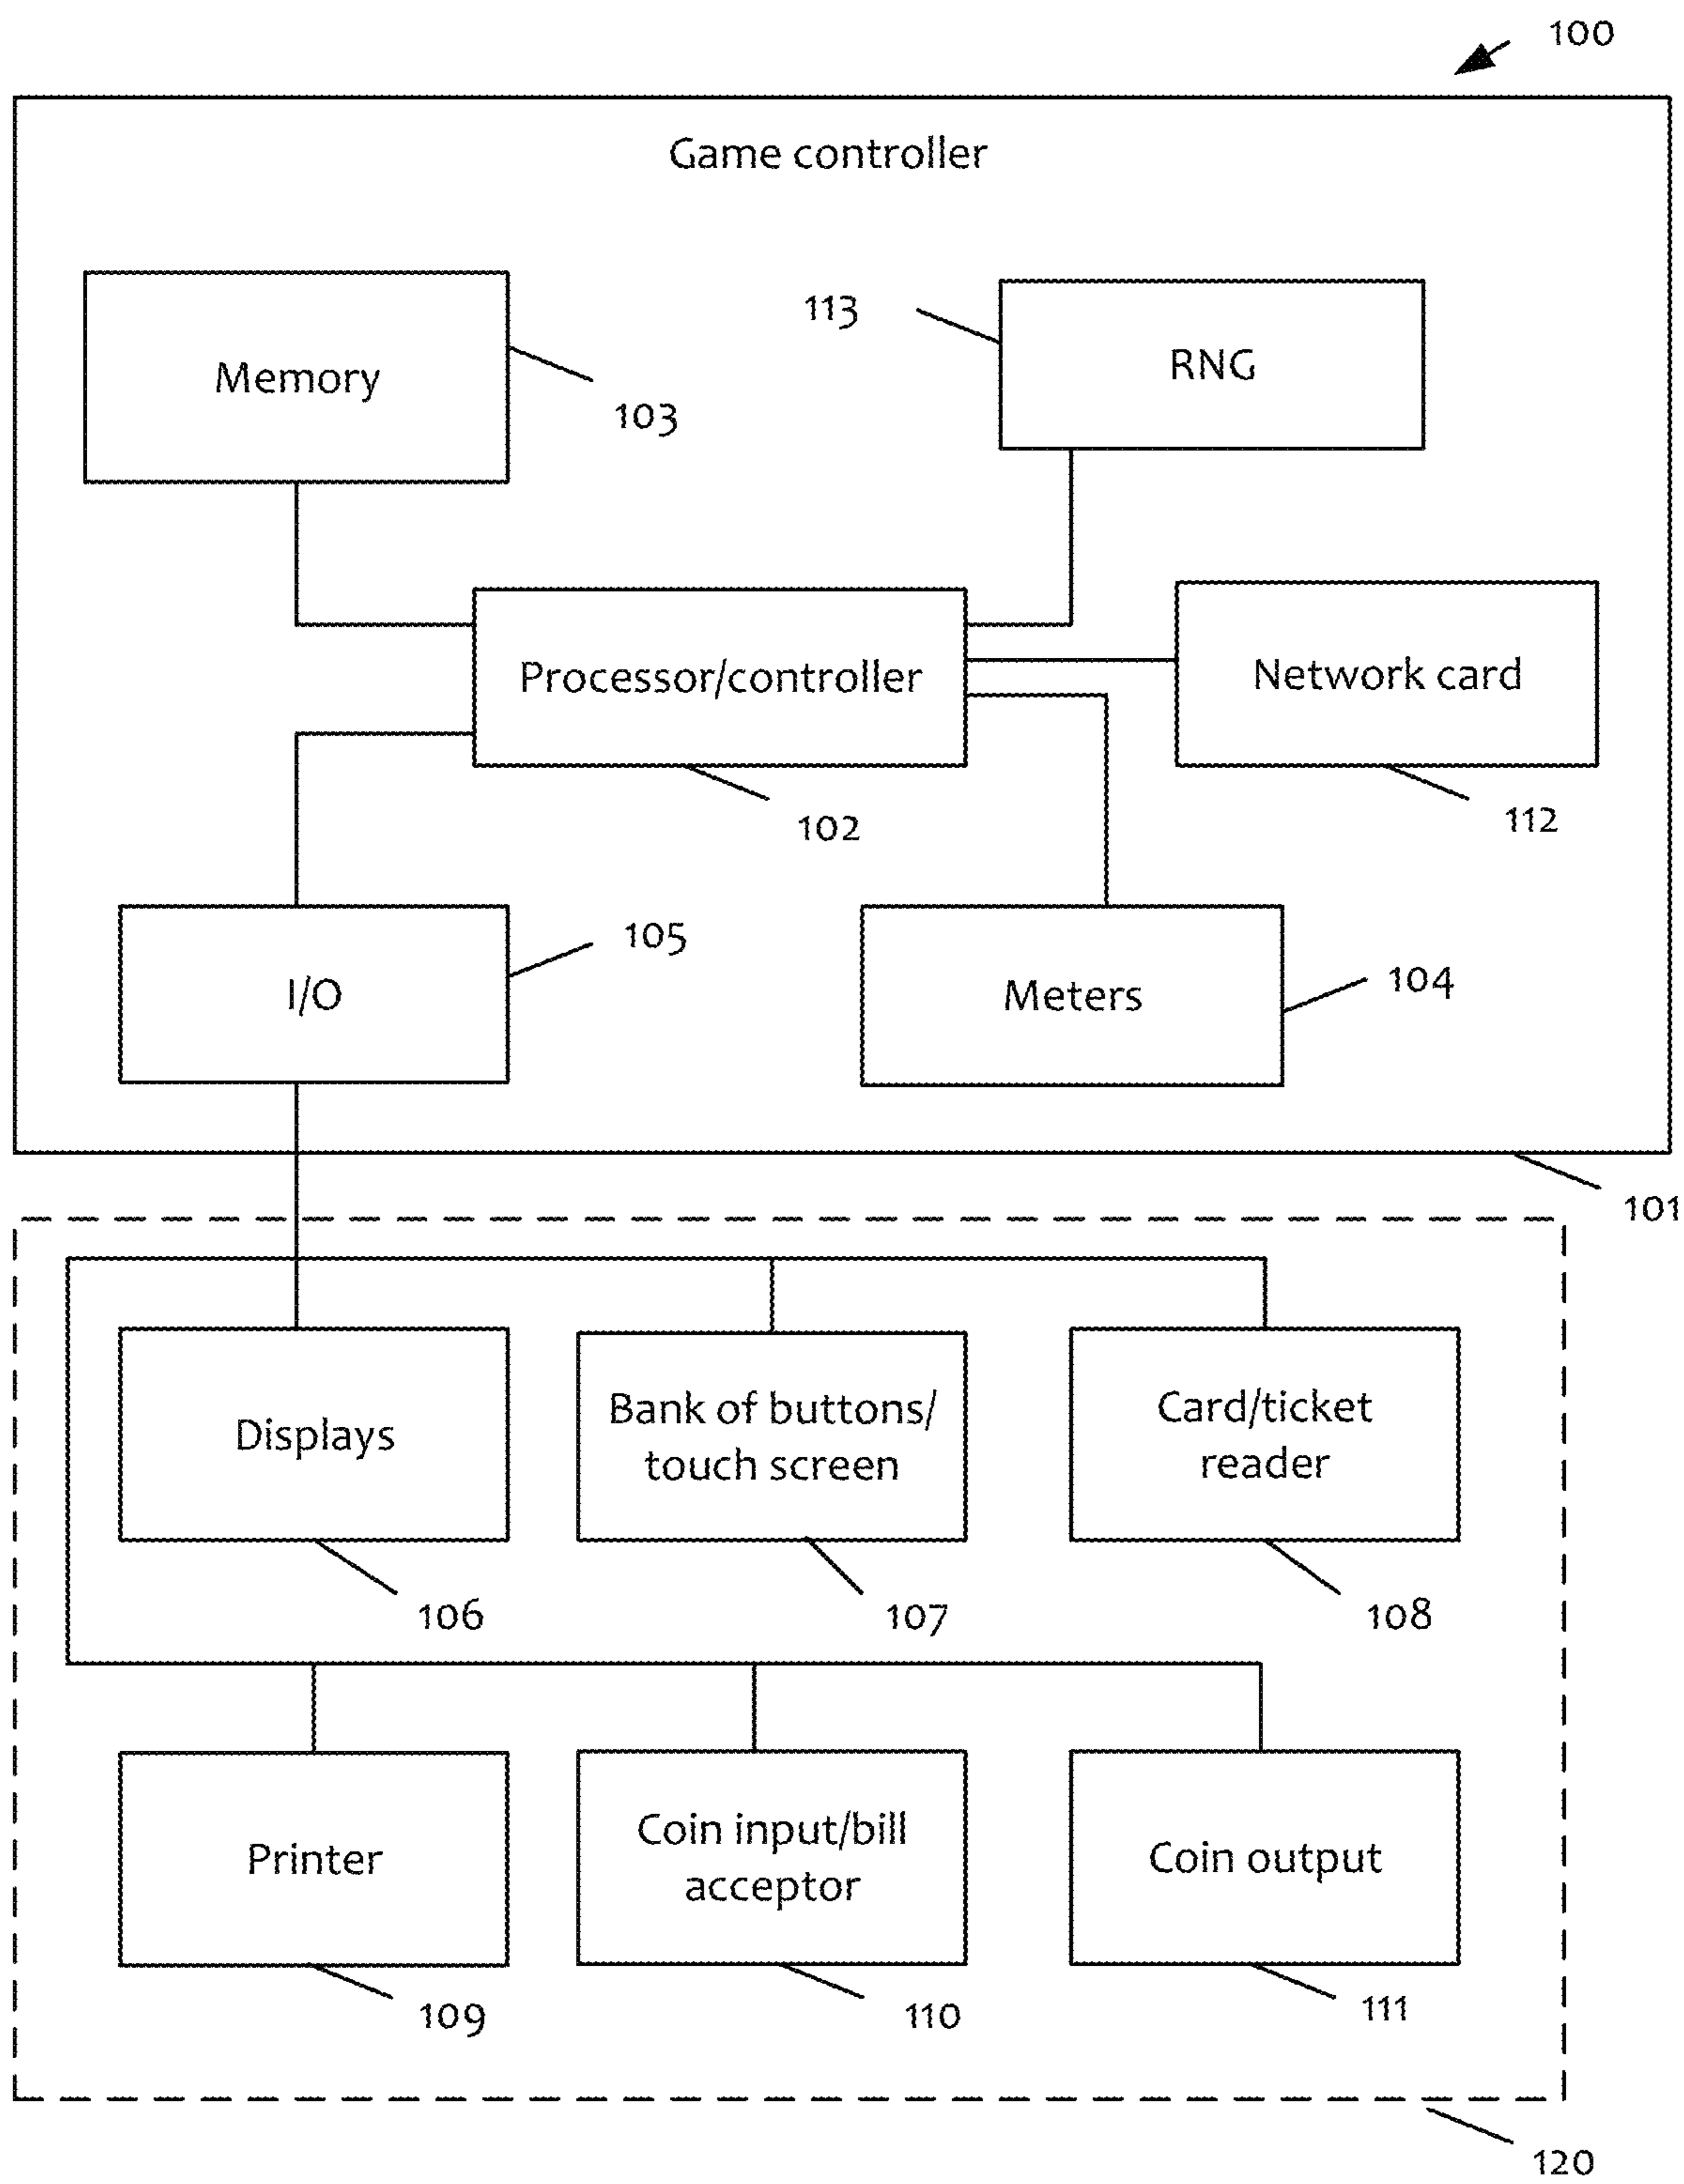 100
Game controller
Memory
103
113
RNG
Processor/controller
102
Network card
112
I/O
105
Meters
104
101
Displays
106
Bank of buttons/
touch screen
107
Card/ticket
reader
108
Printer
109
Coin input/bill
acceptor
110
Coin output
111
120